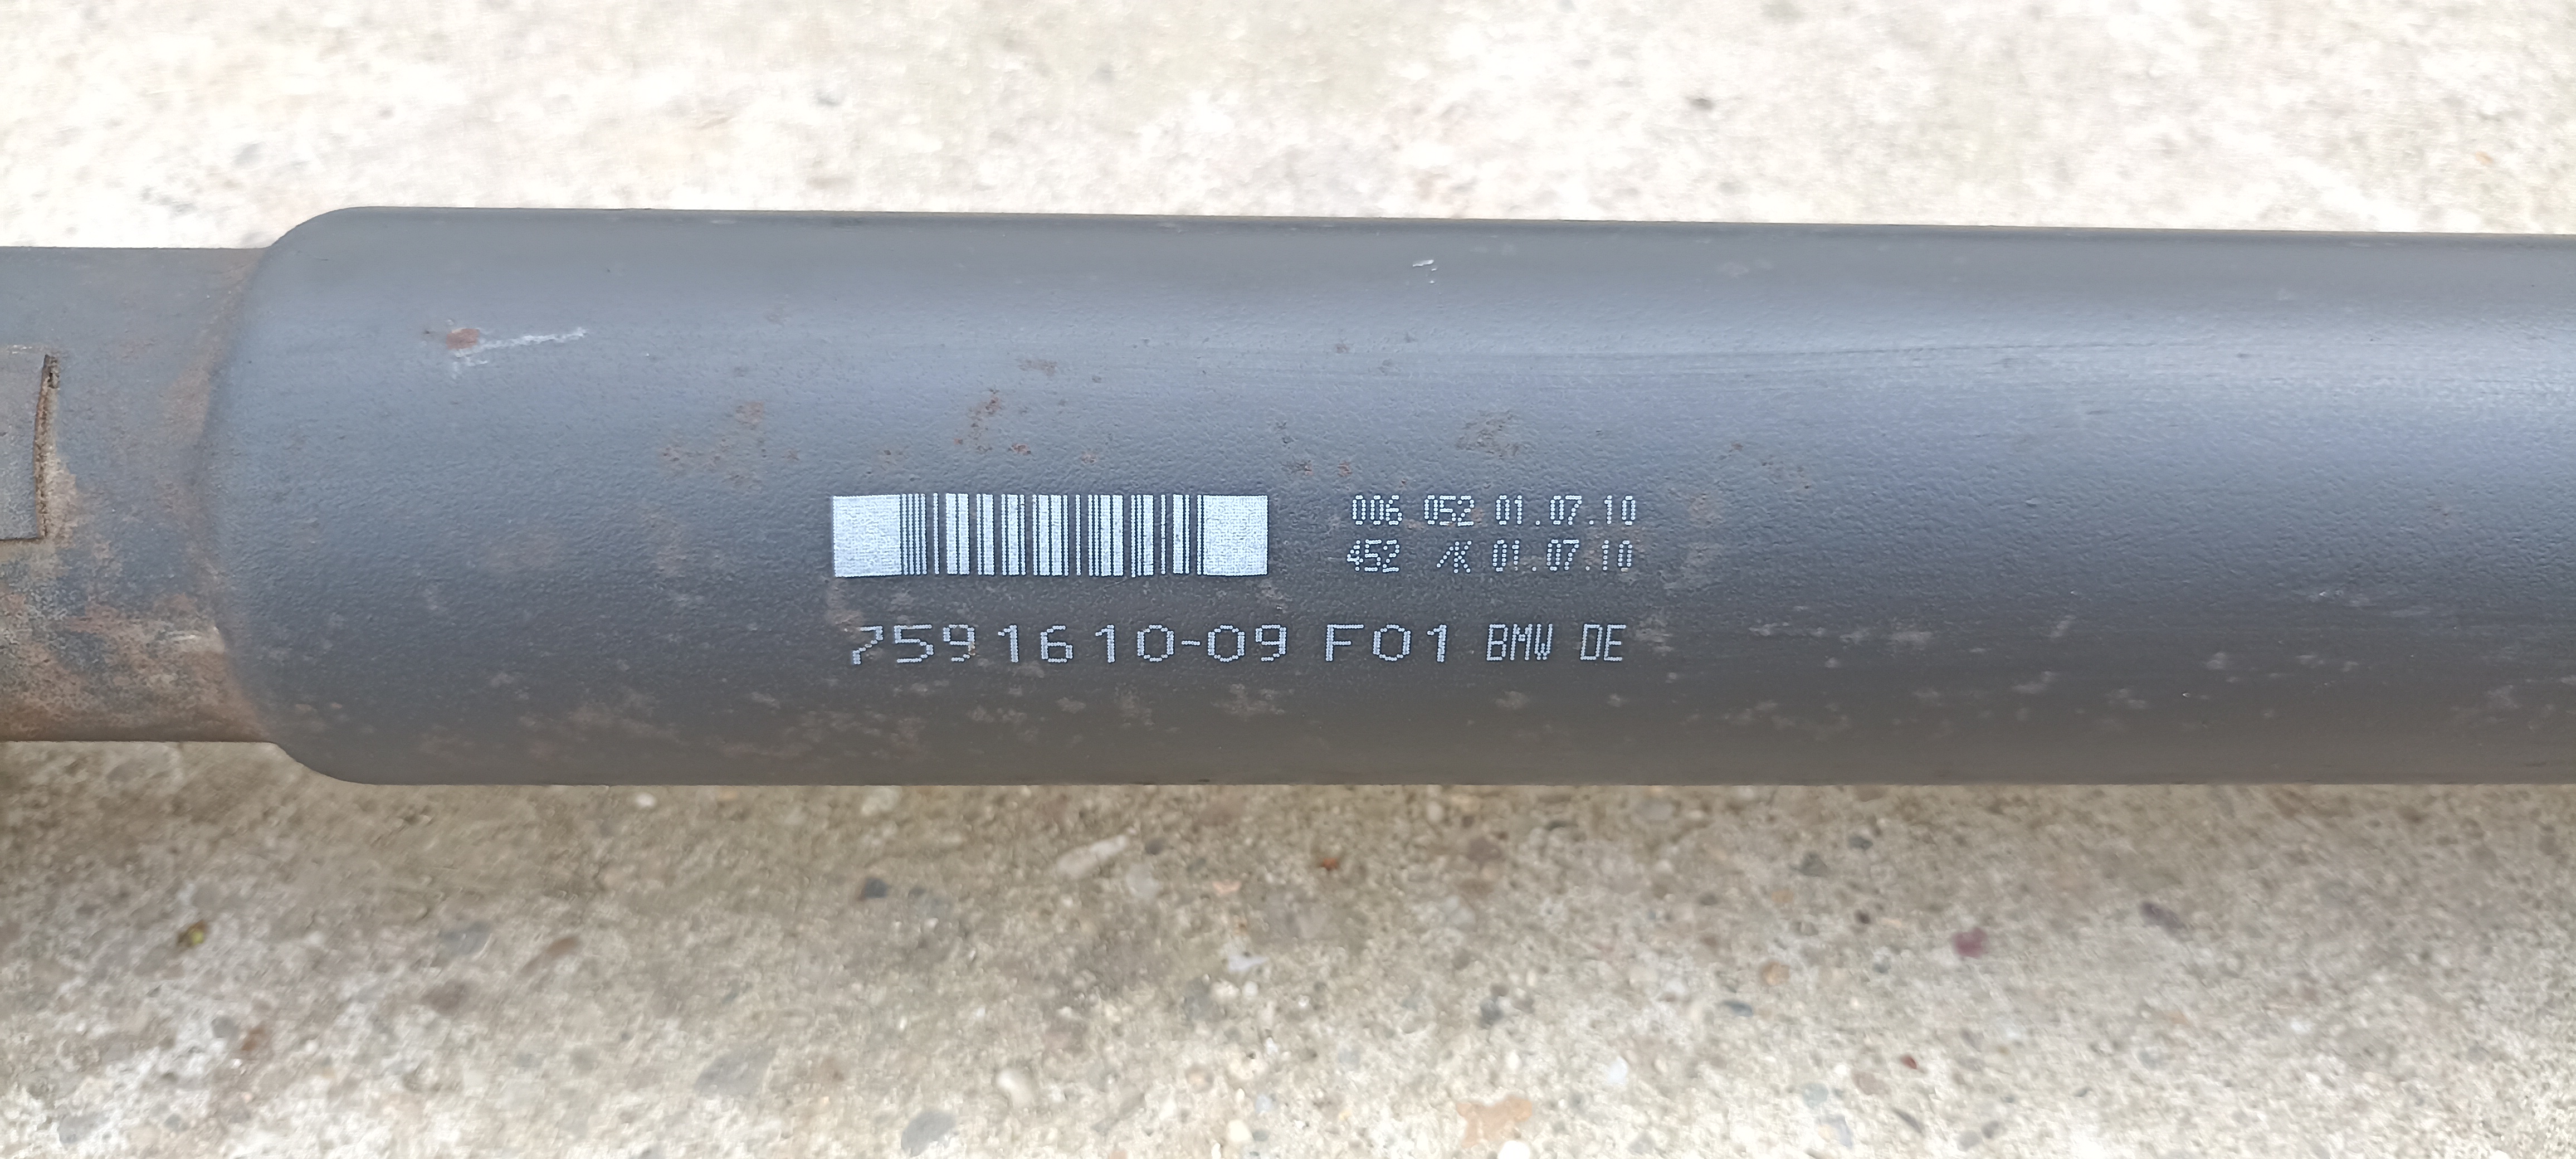 006 052 01.07.10
452 /K 01.07.10
7591610-09 F01 BMW DE